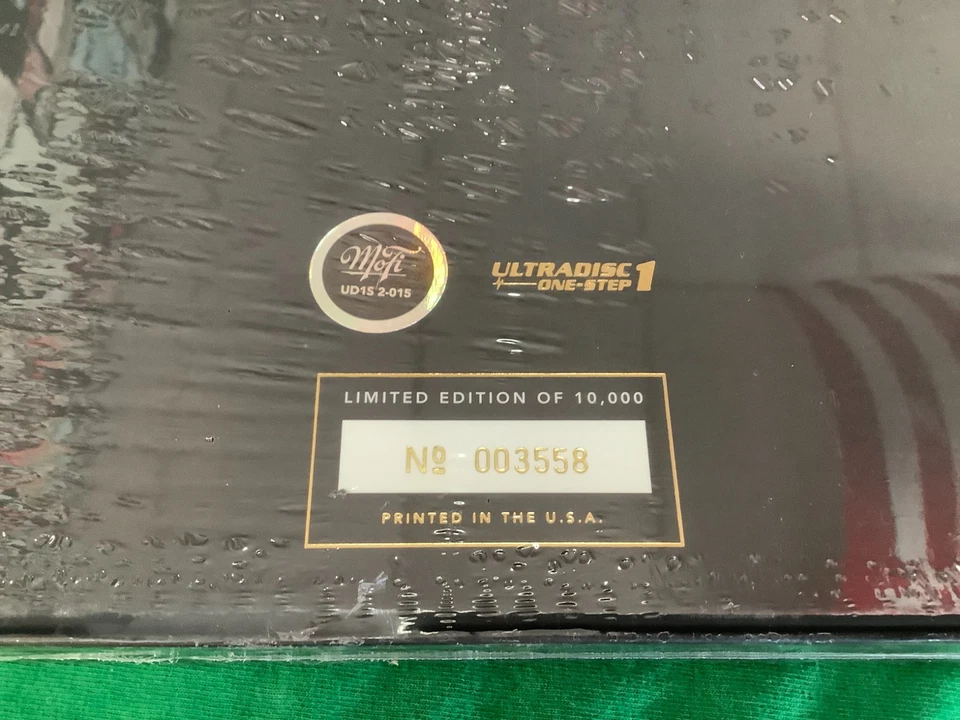 MoFi
UD1S 2-015
ULTRADISC
ONE-STEP 1
LIMITED EDITION OF 10,000
Nº 003558
PRINTED IN THE U.S.A.